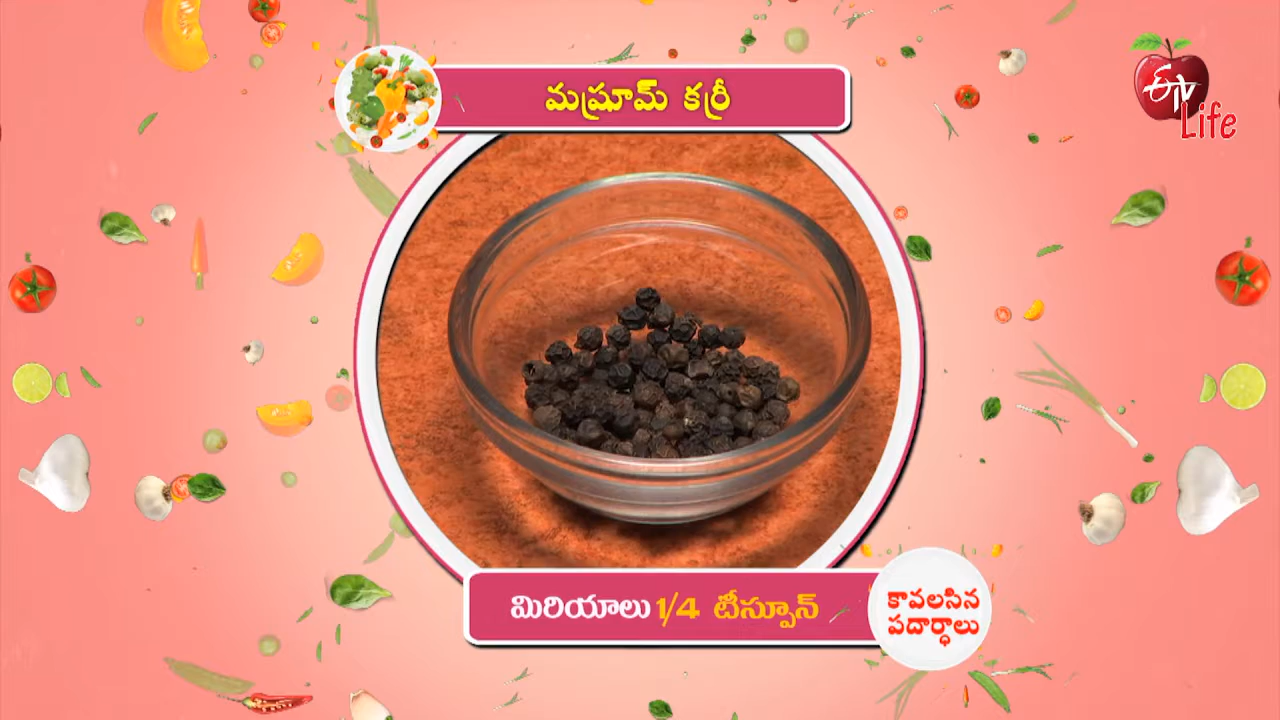 మష్రూమ్ కర్రీ
ETV
Life
మిరియాలు 1/4 టీస్పూన్
కావలసిన
పదార్థాలు